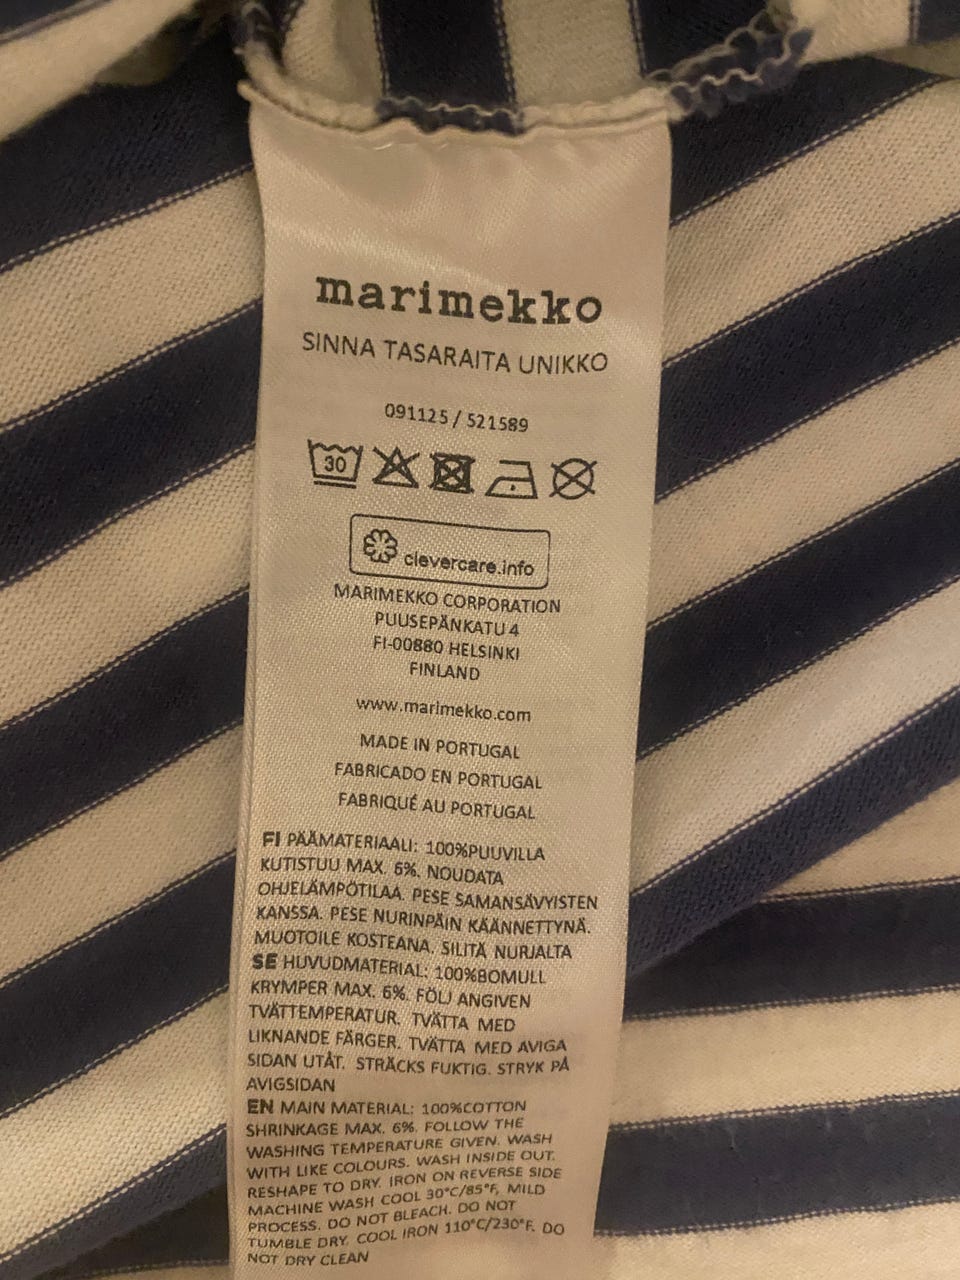 marimekko
SINNA TASARAITA UNIKKO
091125 / 521589
30
clevercare.info
MARIMEKKO CORPORATION
PUUSEPÄNKATU 4
FI-00880 HELSINKI
FINLAND
www.marimekko.com
MADE IN PORTUGAL
FABRICADO EN PORTUGAL
FABRIQUÉ AU PORTUGAL
FI PÄÄMATERIAALI: 100%PUUVILLA
KUTISTUU MAX. 6%. NOUDATA
OHJELÄMPÖTILAA. PESE SAMANSÄVYISTEN
KANSSA. PESE NURINPÄIN KÄÄNNETTYNÄ.
MUOTOILE KOSTEANA. SILITÄ NURJALTA
SE HUVUDMATERIAL: 100%BOMULL
KRYMPER MAX. 6%. FÖLJ ANGIVEN
TVÄTTEMPERATUR. TVÄTTA MED
LIKNANDE FÄRGER. TVÄTTA MED AVIGA
SIDAN UTÅT. STRÄCKS FUKTIG. STRYK PÅ
AVIGSIDAN
EN MAIN MATERIAL: 100%COTTON
SHRINKAGE MAX. 6%. FOLLOW THE
WASHING TEMPERATURE GIVEN. WASH
WITH LIKE COLOURS. WASH INSIDE OUT.
RESHAPE TO DRY. IRON ON REVERSE SIDE
MACHINE WASH COOL 30°C/85°F, MILD
PROCESS. DO NOT BLEACH. DO NOT
TUMBLE DRY. COOL IRON 110°C/230°F. DO
NOT DRY CLEAN